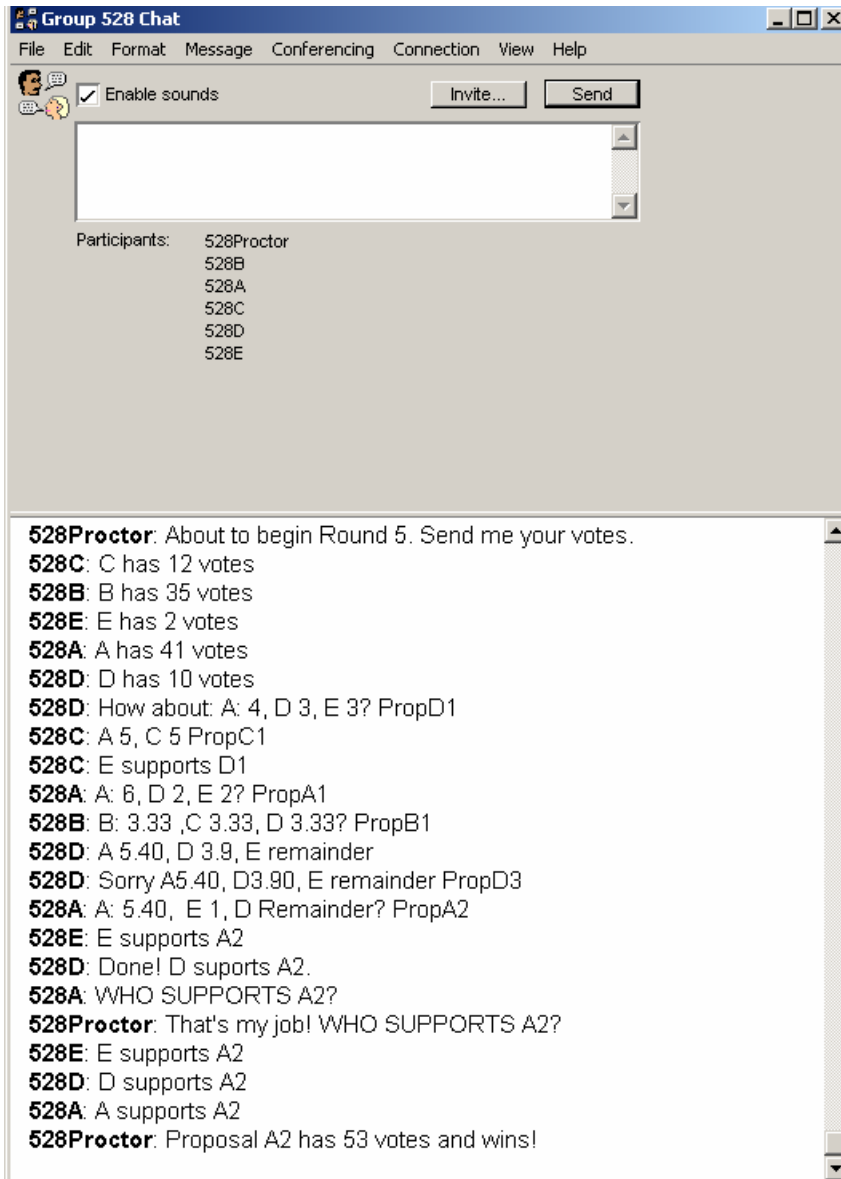 Group 528 Chat
File Edit Format Message Conferencing Connection View Help
Enable sounds Invite... Send
Participants: 528Proctor
528B
528A
528C
528D
528E
528Proctor: About to begin Round 5. Send me your votes.
528C: C has 12 votes
528B: B has 35 votes
528E: E has 2 votes
528A: A has 41 votes
528D: D has 10 votes
528D: How about: A: 4, D 3, E 3? PropD1
528C: A 5, C 5 PropC1
528C: E supports D1
528A: A: 6, D 2, E 2? PropA1
528B: B: 3.33 ,C 3.33, D 3.33? PropB1
528D: A 5.40, D 3.9, E remainder
528D: Sorry A5.40, D3.90, E remainder PropD3
528A: A: 5.40, E 1, D Remainder? PropA2
528E: E supports A2
528D: Done! D suports A2.
528A: WHO SUPPORTS A2?
528Proctor: That's my job! WHO SUPPORTS A2?
528E: E supports A2
528D: D supports A2
528A: A supports A2
528Proctor: Proposal A2 has 53 votes and wins!